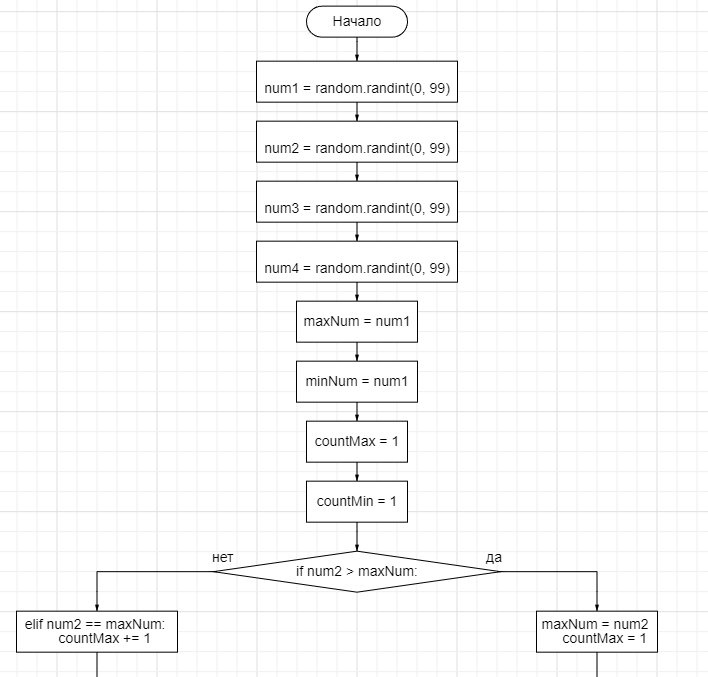 Начало
num1 = random.randint(0, 99)
num2 = random.randint(0, 99)
num3 = random.randint(0, 99)
num4 = random.randint(0, 99)
maxNum = num1
minNum = num1
countMax = 1
countMin = 1
нет
да
if num2 > maxNum:
elif num2 == maxNum:
countMax += 1
maxNum = num2
countMax = 1